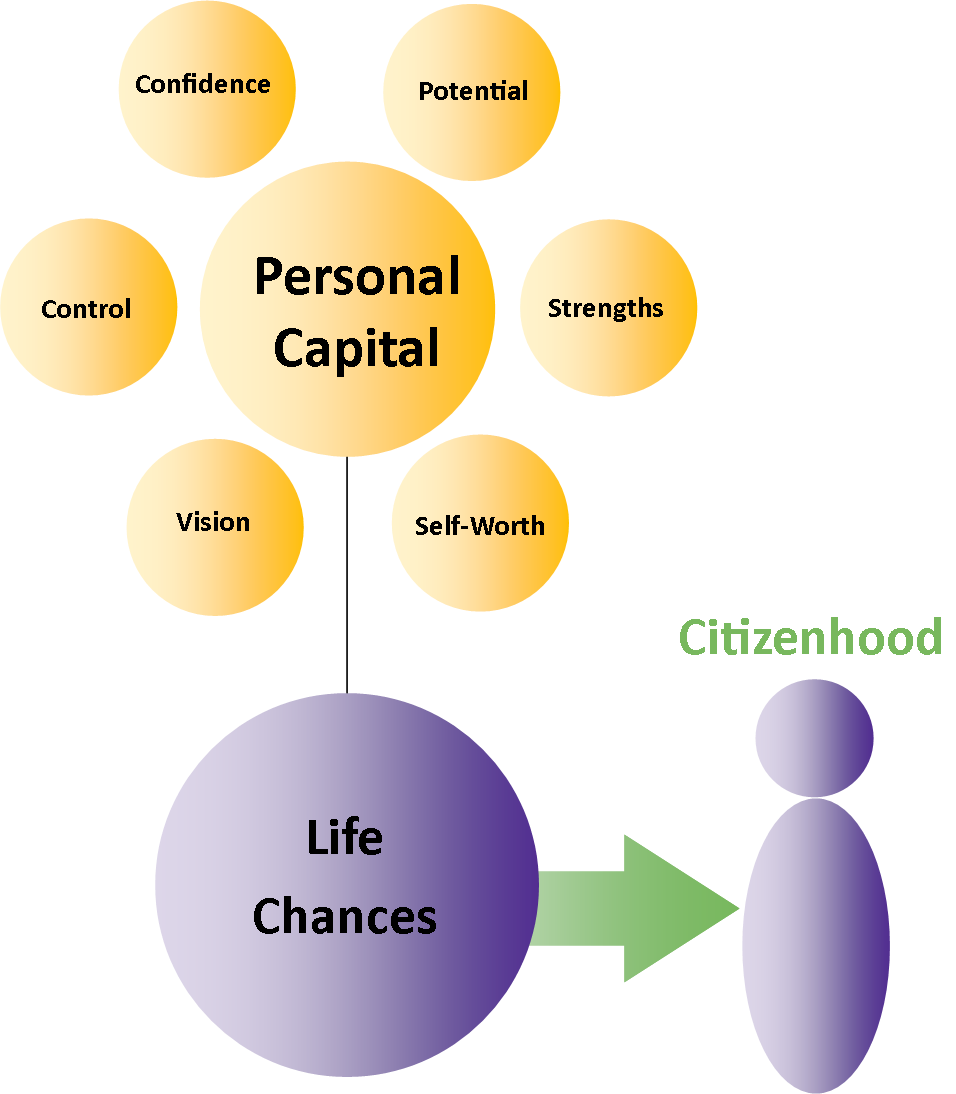 Confidence
Potential
Personal
Capital
Control
Strengths
Vision
Self-Worth
Citizenhood
Life
Chances